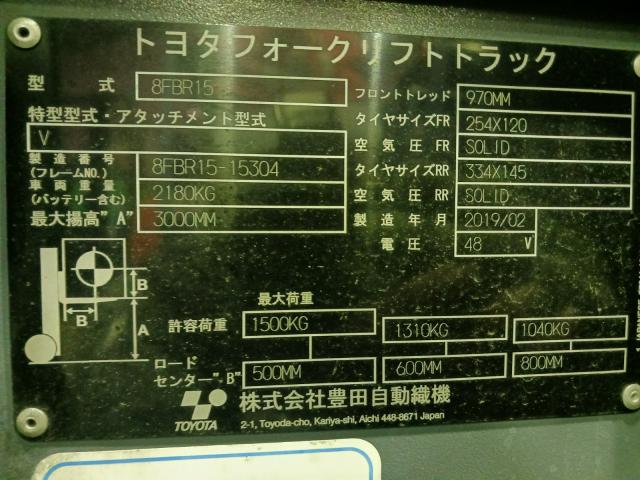 トヨタフォークリフトトラック
型 式 8FBR15
特型型式・アタッチメント型式
V
製造番号 (フレームNO.) 8FBR15-15304
車両重量 (バッテリー含む) 2180KG
最大揚高"A" 3000MM
フロントトレッド 970MM
タイヤサイズFR 254X120
空気圧 FR SOLID
タイヤサイズRR 334X145
空気圧 RR SOLID
製造年月 2019/02
電圧 48 V
B
B
A
最大荷重
許容荷重 1500KG 1310KG 1040KG
ロードセンター"B" 500MM 600MM 800MM
TOYOTA
株式会社豊田自動織機
2-1, Toyoda-cho, Kariya-shi, Aichi 448-8671 Japan